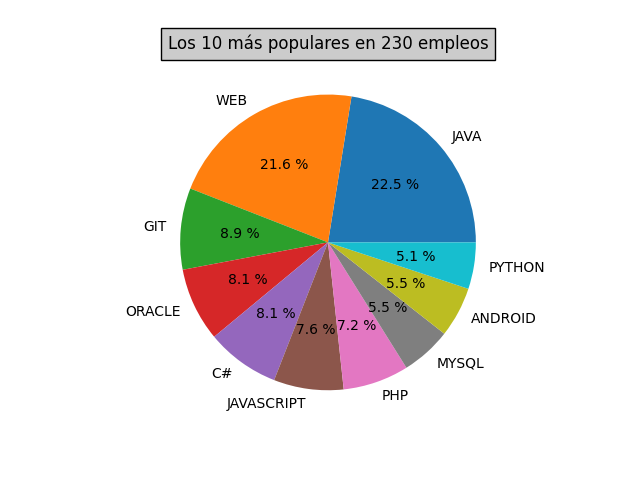 Los 10 más populares en 230 empleos
WEB
JAVA
21.6 %
22.5 %
GIT
8.9 %
5.1 %
PYTHON
ORACLE
8.1 %
5.5 %
ANDROID
C#
8.1 %
7.6 %
7.2 %
5.5 %
MYSQL
JAVASCRIPT
PHP